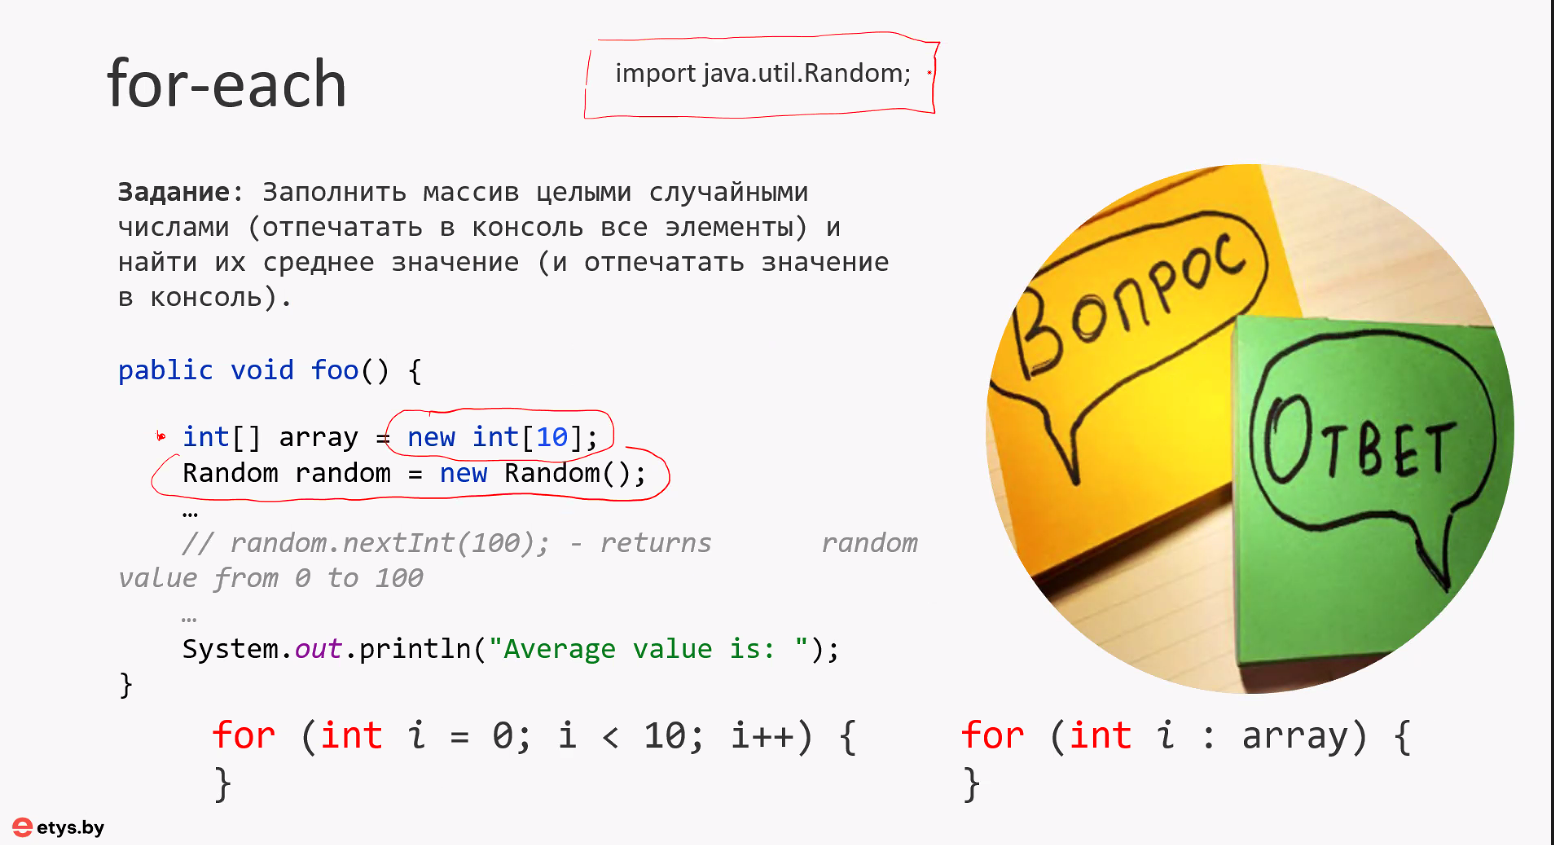 for-each
import java.util.Random;
Задание: Заполнить массив целыми случайными
числами (отпечатать в консоль все элементы) и
найти их среднее значение (и отпечатать значение
в консоль).
Вопрос
Ответ
pablic void foo() {
int[] array = new int[10];
Random random = new Random();
…
// random.nextInt(100); - returns random
value from 0 to 100
…
System.out.println("Average value is: ");
}
for (int i = 0; i < 10; i++) {
}
for (int i : array) {
}
etys.by